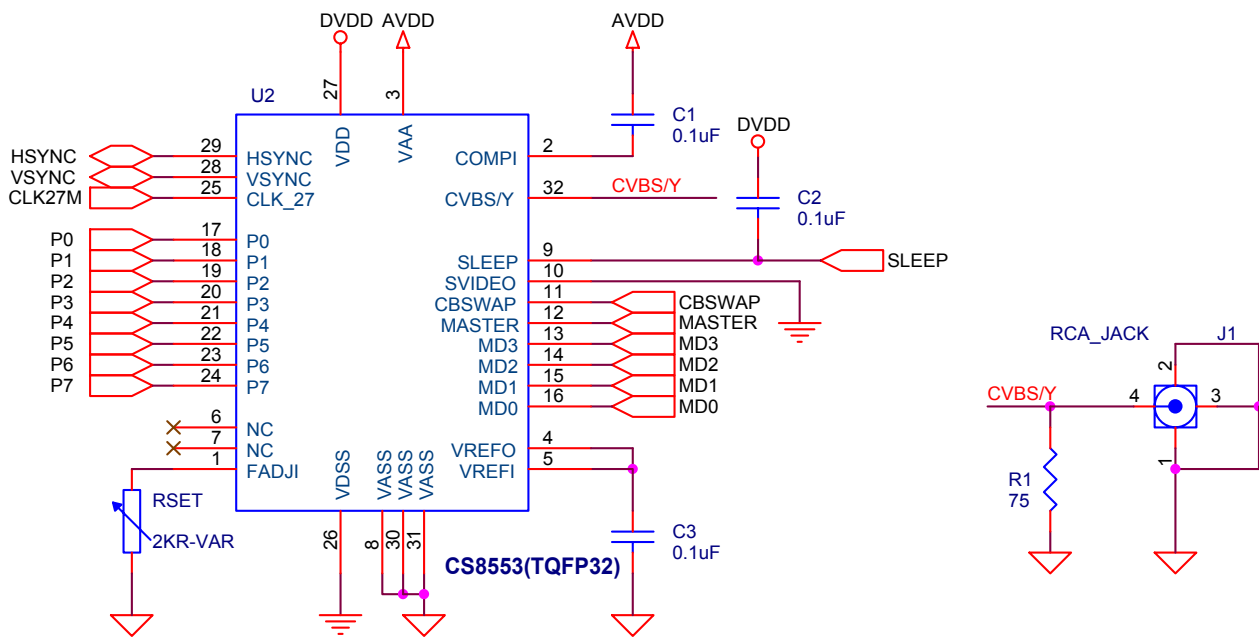 DVDD AVDD AVDD
U2
27 3
VDD VAA
C1
0.1uF
DVDD
HSYNC 29 HSYNC
VSYNC 28 VSYNC
CLK27M 25 CLK_27
COMPI 2
CVBS/Y 32 CVBS/Y
C2
0.1uF
P0 17 P0
P1 18 P1
P2 19 P2
P3 20 P3
P4 21 P4
P5 22 P5
P6 23 P6
P7 24 P7
SLEEP 9 SLEEP
SVIDEO 10
CBSWAP 11 CBSWAP
MASTER 12 MASTER
MD3 13 MD3
MD2 14 MD2
MD1 15 MD1
MD0 16 MD0
6 NC
7 NC
1 FADJI
VREFO 4
VREFI 5
RSET
2KR-VAR
VDSS VASS VASS VASS
26 8 30 31
C3
0.1uF
CS8553(TQFP32)
RCA_JACK J1
CVBS/Y 4 2 3 1
R1
75